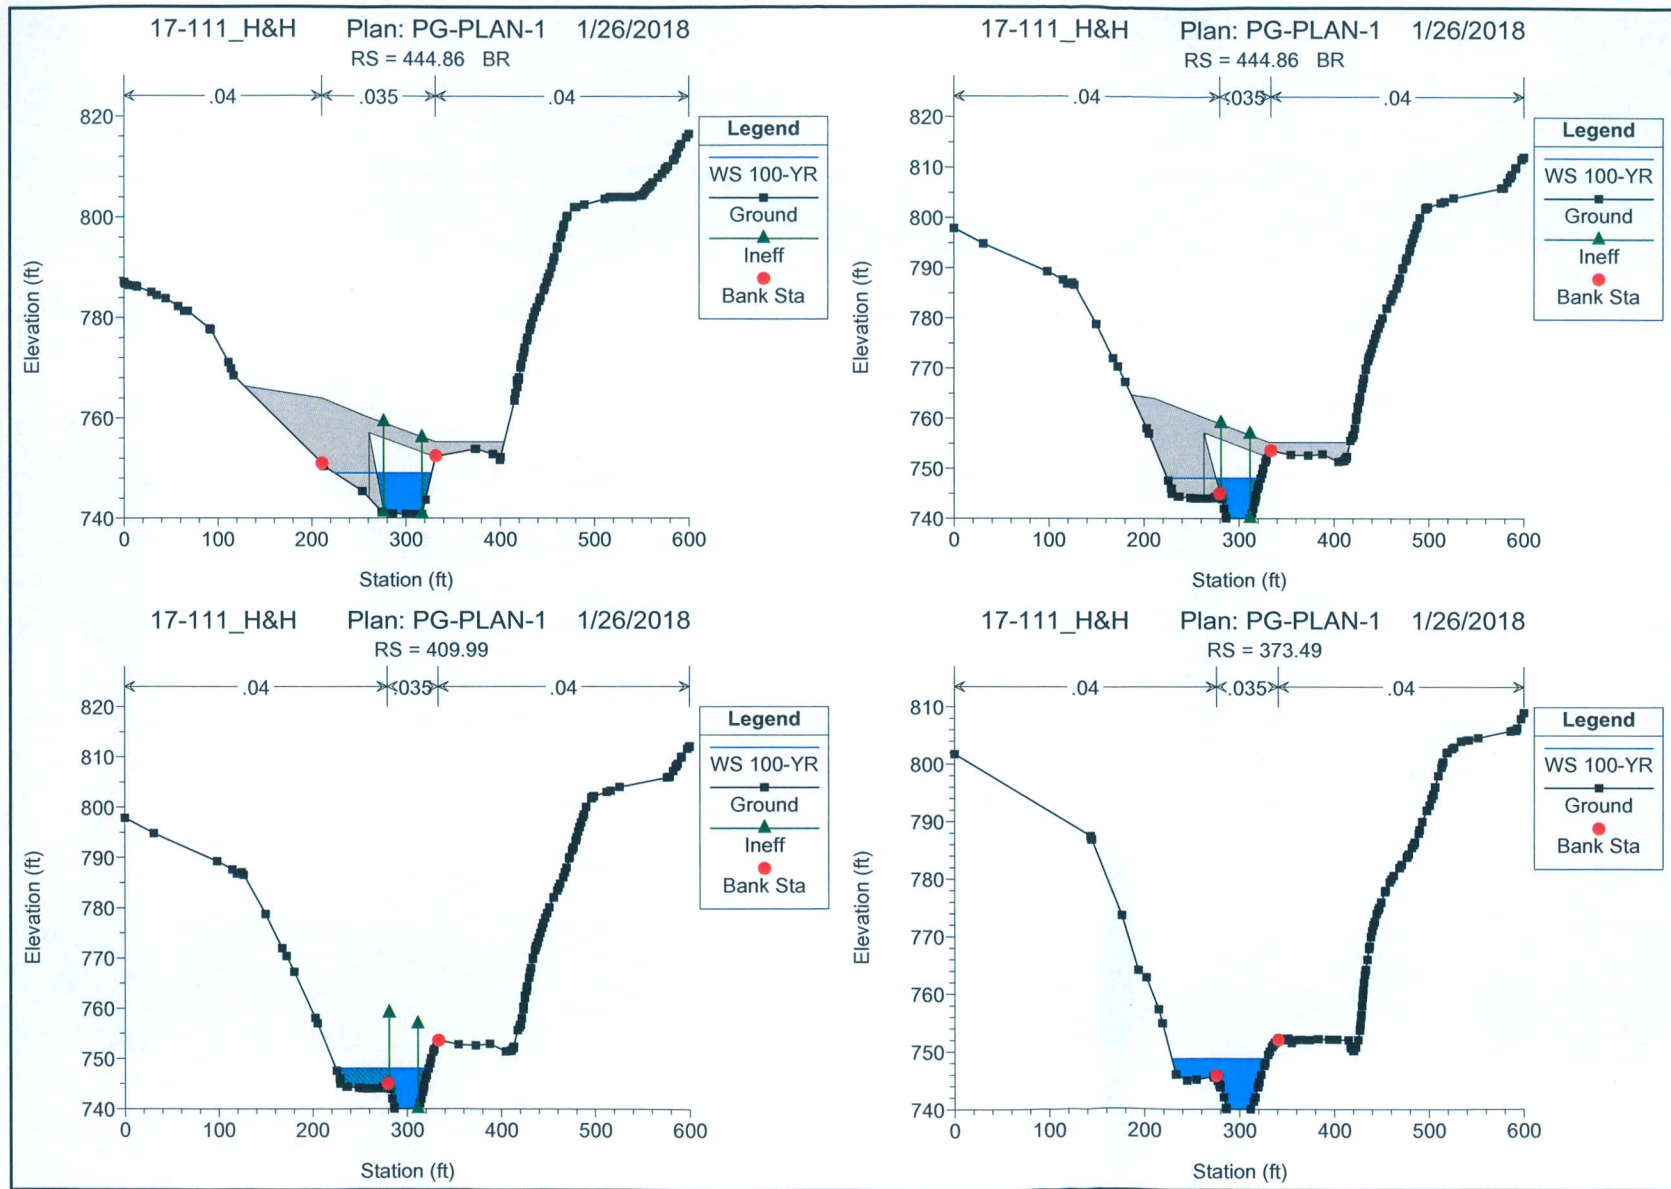 17-111_H&H Plan: PG-PLAN-1 1/26/2018
RS = 444.86 BR
.04 .035 .04
820
800
780
760
740
Elevation (ft)
0 100 200 300 400 500 600
Station (ft)
Legend
WS 100-YR
Ground
Ineff
Bank Sta
17-111_H&H Plan: PG-PLAN-1 1/26/2018
RS = 444.86 BR
.04 .035 .04
820
810
800
790
780
770
760
750
740
Elevation (ft)
0 100 200 300 400 500 600
Station (ft)
Legend
WS 100-YR
Ground
Ineff
Bank Sta
17-111_H&H Plan: PG-PLAN-1 1/26/2018
RS = 409.99
.04 .035 .04
820
810
800
790
780
770
760
750
740
Elevation (ft)
0 100 200 300 400 500 600
Station (ft)
Legend
WS 100-YR
Ground
Ineff
Bank Sta
17-111_H&H Plan: PG-PLAN-1 1/26/2018
RS = 373.49
.04 .035 .04
810
800
790
780
770
760
750
740
Elevation (ft)
0 100 200 300 400 500 600
Station (ft)
Legend
WS 100-YR
Ground
Bank Sta